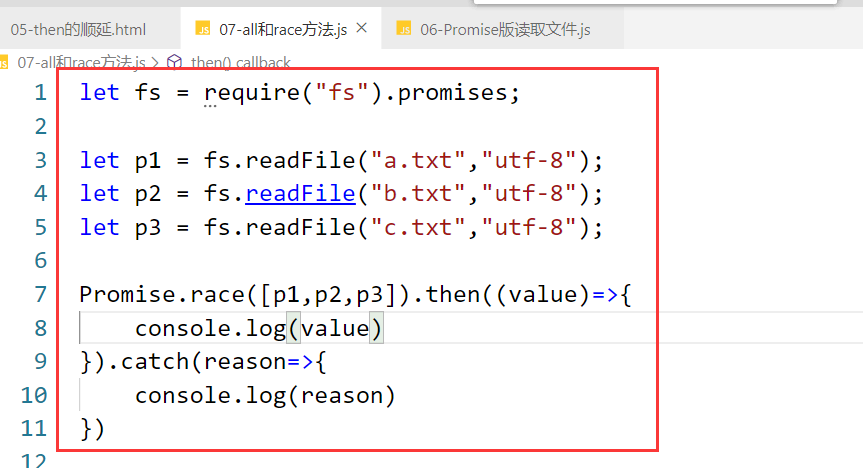 05-then的顺延.html
JS 07-all和race方法.js ×
JS 06-Promise版读取文件.js
JS 07-all和race方法.js > then() callback
1 let fs = require("fs").promises;
2
3 let p1 = fs.readFile("a.txt","utf-8");
4 let p2 = fs.readFile("b.txt","utf-8");
5 let p3 = fs.readFile("c.txt","utf-8");
6
7 Promise.race([p1,p2,p3]).then((value)=>{
8 console.log(value)
9 }).catch(reason=>{
10 console.log(reason)
11 })
12